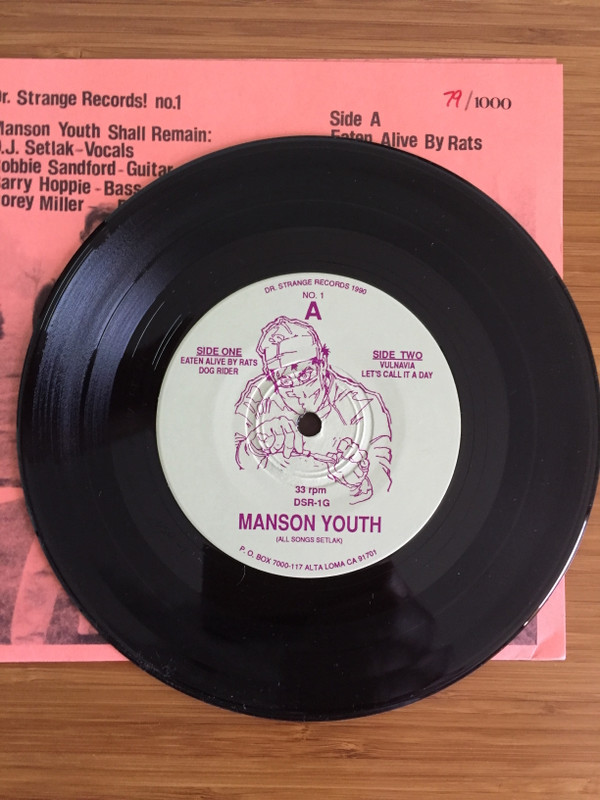 Dr. Strange Records! no.1
79/1000
Manson Youth Shall Remain:
Setlak-Vocals
Sandford-Guitar
Hoppie-Bass
Miller
Side A
Eaten Alive By Rats
DR. STRANGE RECORDS 1990
NO. 1
A
SIDE ONE
EATEN ALIVE BY RATS
DOG RIDER
SIDE TWO
VULNAVIA
LET'S CALL IT A DAY
33 rpm
DSR-1G
MANSON YOUTH
(ALL SONGS SETLAK)
P. O. BOX 7000-117 ALTA LOMA CA 91701